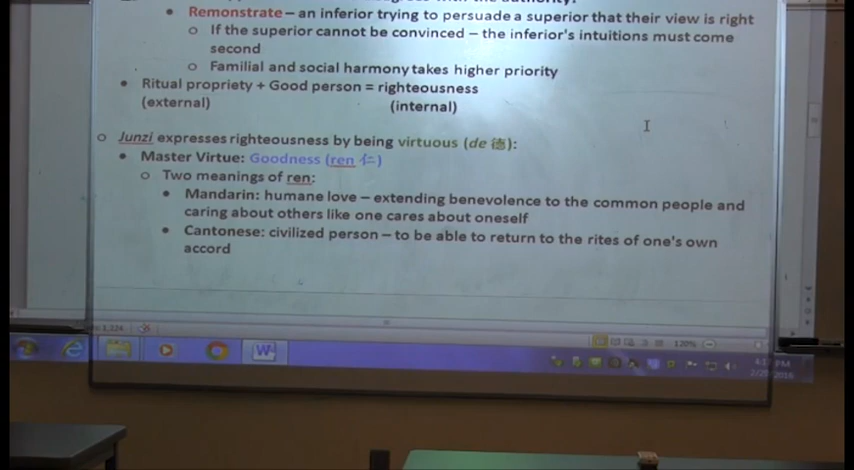 Remonstrate – an inferior trying to persuade a superior that their view is right
If the superior cannot be convinced – the inferior's intuitions must come
second
Familial and social harmony takes higher priority
Ritual propriety + Good person = righteousness
(external) (internal)
Junzi expresses righteousness by being virtuous (de 德):
Master Virtue: Goodness (ren 仁)
Two meanings of ren:
Mandarin: humane love – extending benevolence to the common people and
caring about others like one cares about oneself
Cantonese: civilized person – to be able to return to the rites of one's own
accord
120%